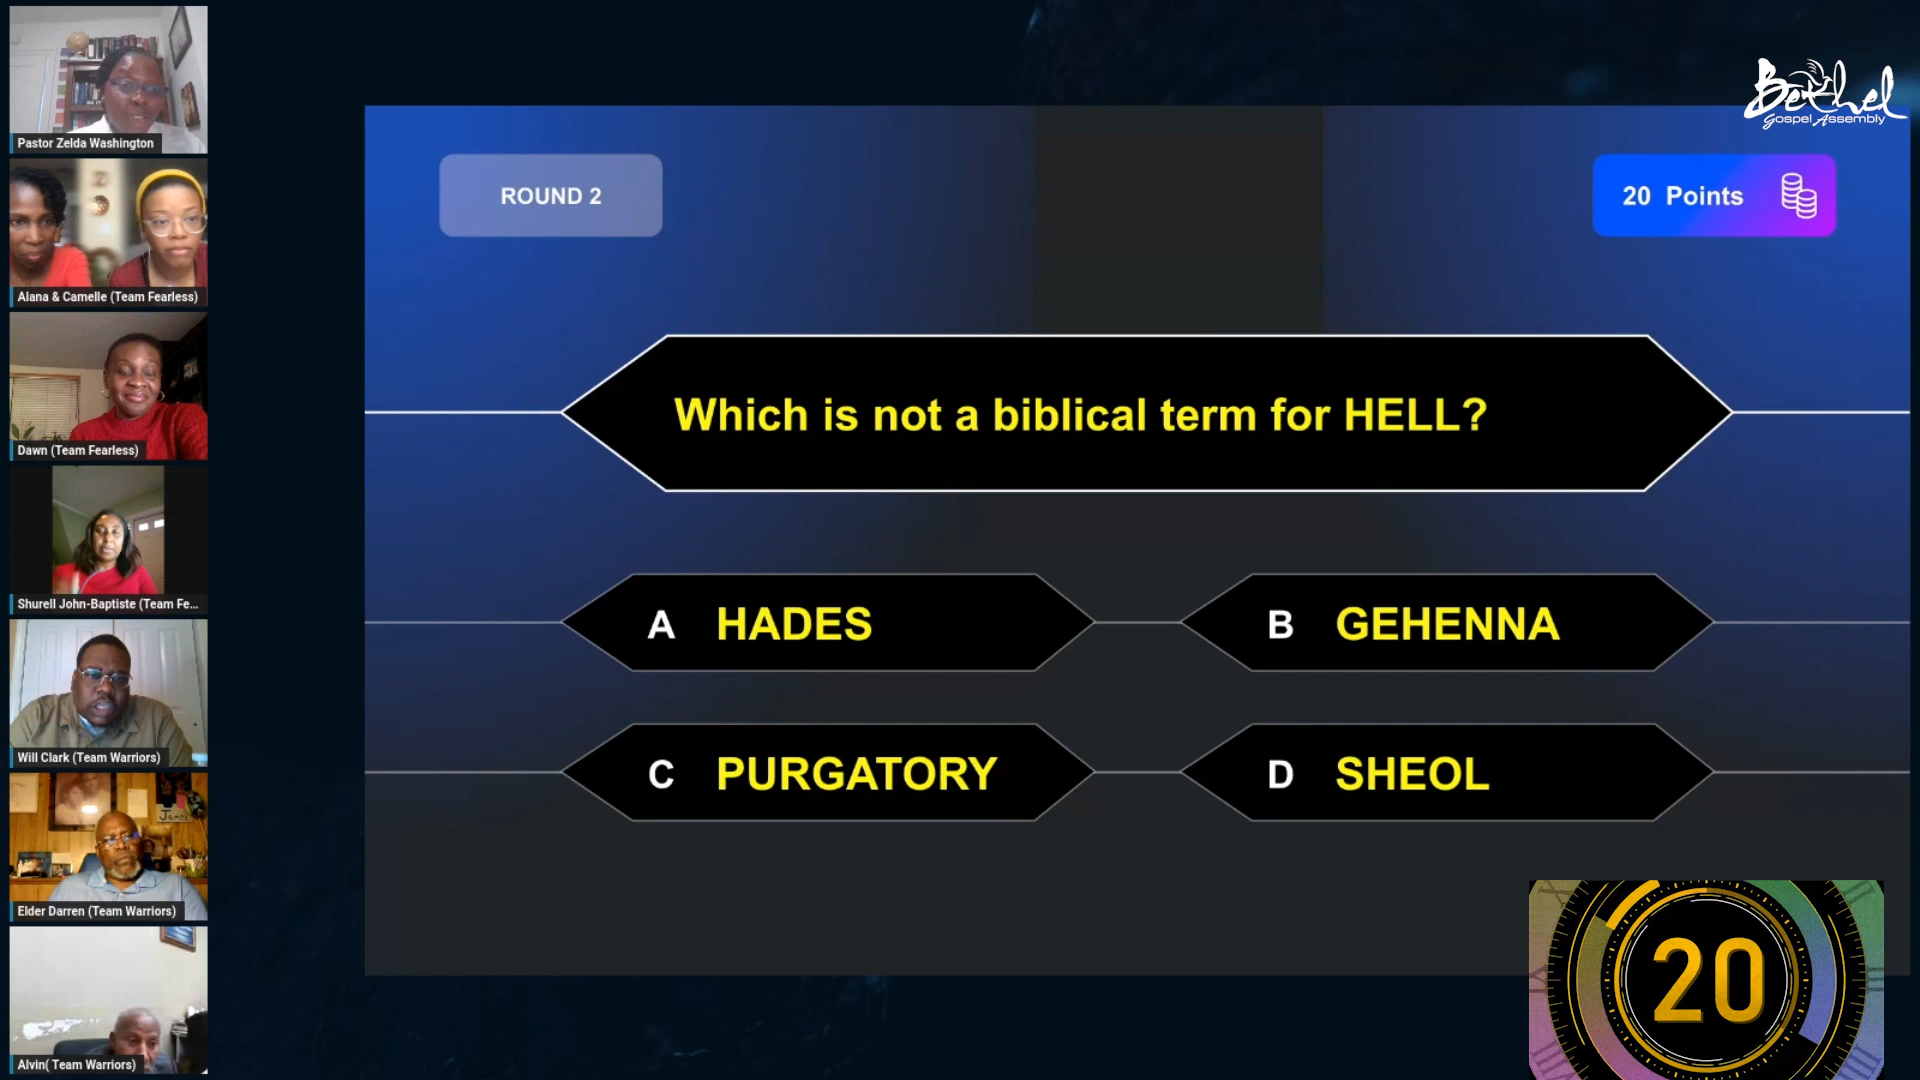 Pastor Zelda Washington
Alana & Camelle (Team Fearless)
Dawn (Team Fearless)
Shurell John-Baptiste (Team Fe...
Will Clark (Team Warriors)
Elder Darren (Team Warriors)
Alvin( Team Warriors)
Bethel
Gospel Assembly
ROUND 2
20 Points
Which is not a biblical term for HELL?
A HADES
B GEHENNA
C PURGATORY
D SHEOL
20